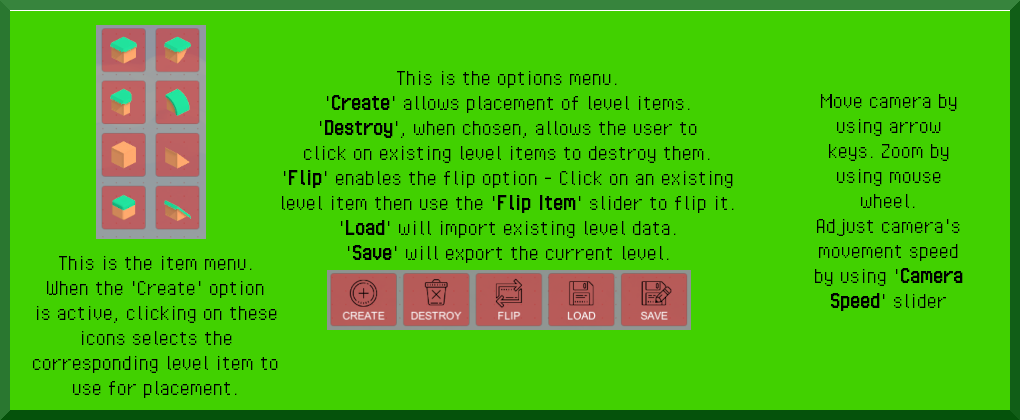 This is the item menu.
When the 'Create' option
is active, clicking on these
icons selects the
corresponding level item to
use for placement.
This is the options menu.
'Create' allows placement of level items.
'Destroy', when chosen, allows the user to
click on existing level items to destroy them.
'Flip' enables the flip option - Click on an existing
level item then use the 'Flip Item' slider to flip it.
'Load' will import existing level data.
'Save' will export the current level.
CREATE DESTROY FLIP LOAD SAVE
Move camera by
using arrow
keys. Zoom by
using mouse
wheel.
Adjust camera's
movement speed
by using 'Camera
Speed' slider